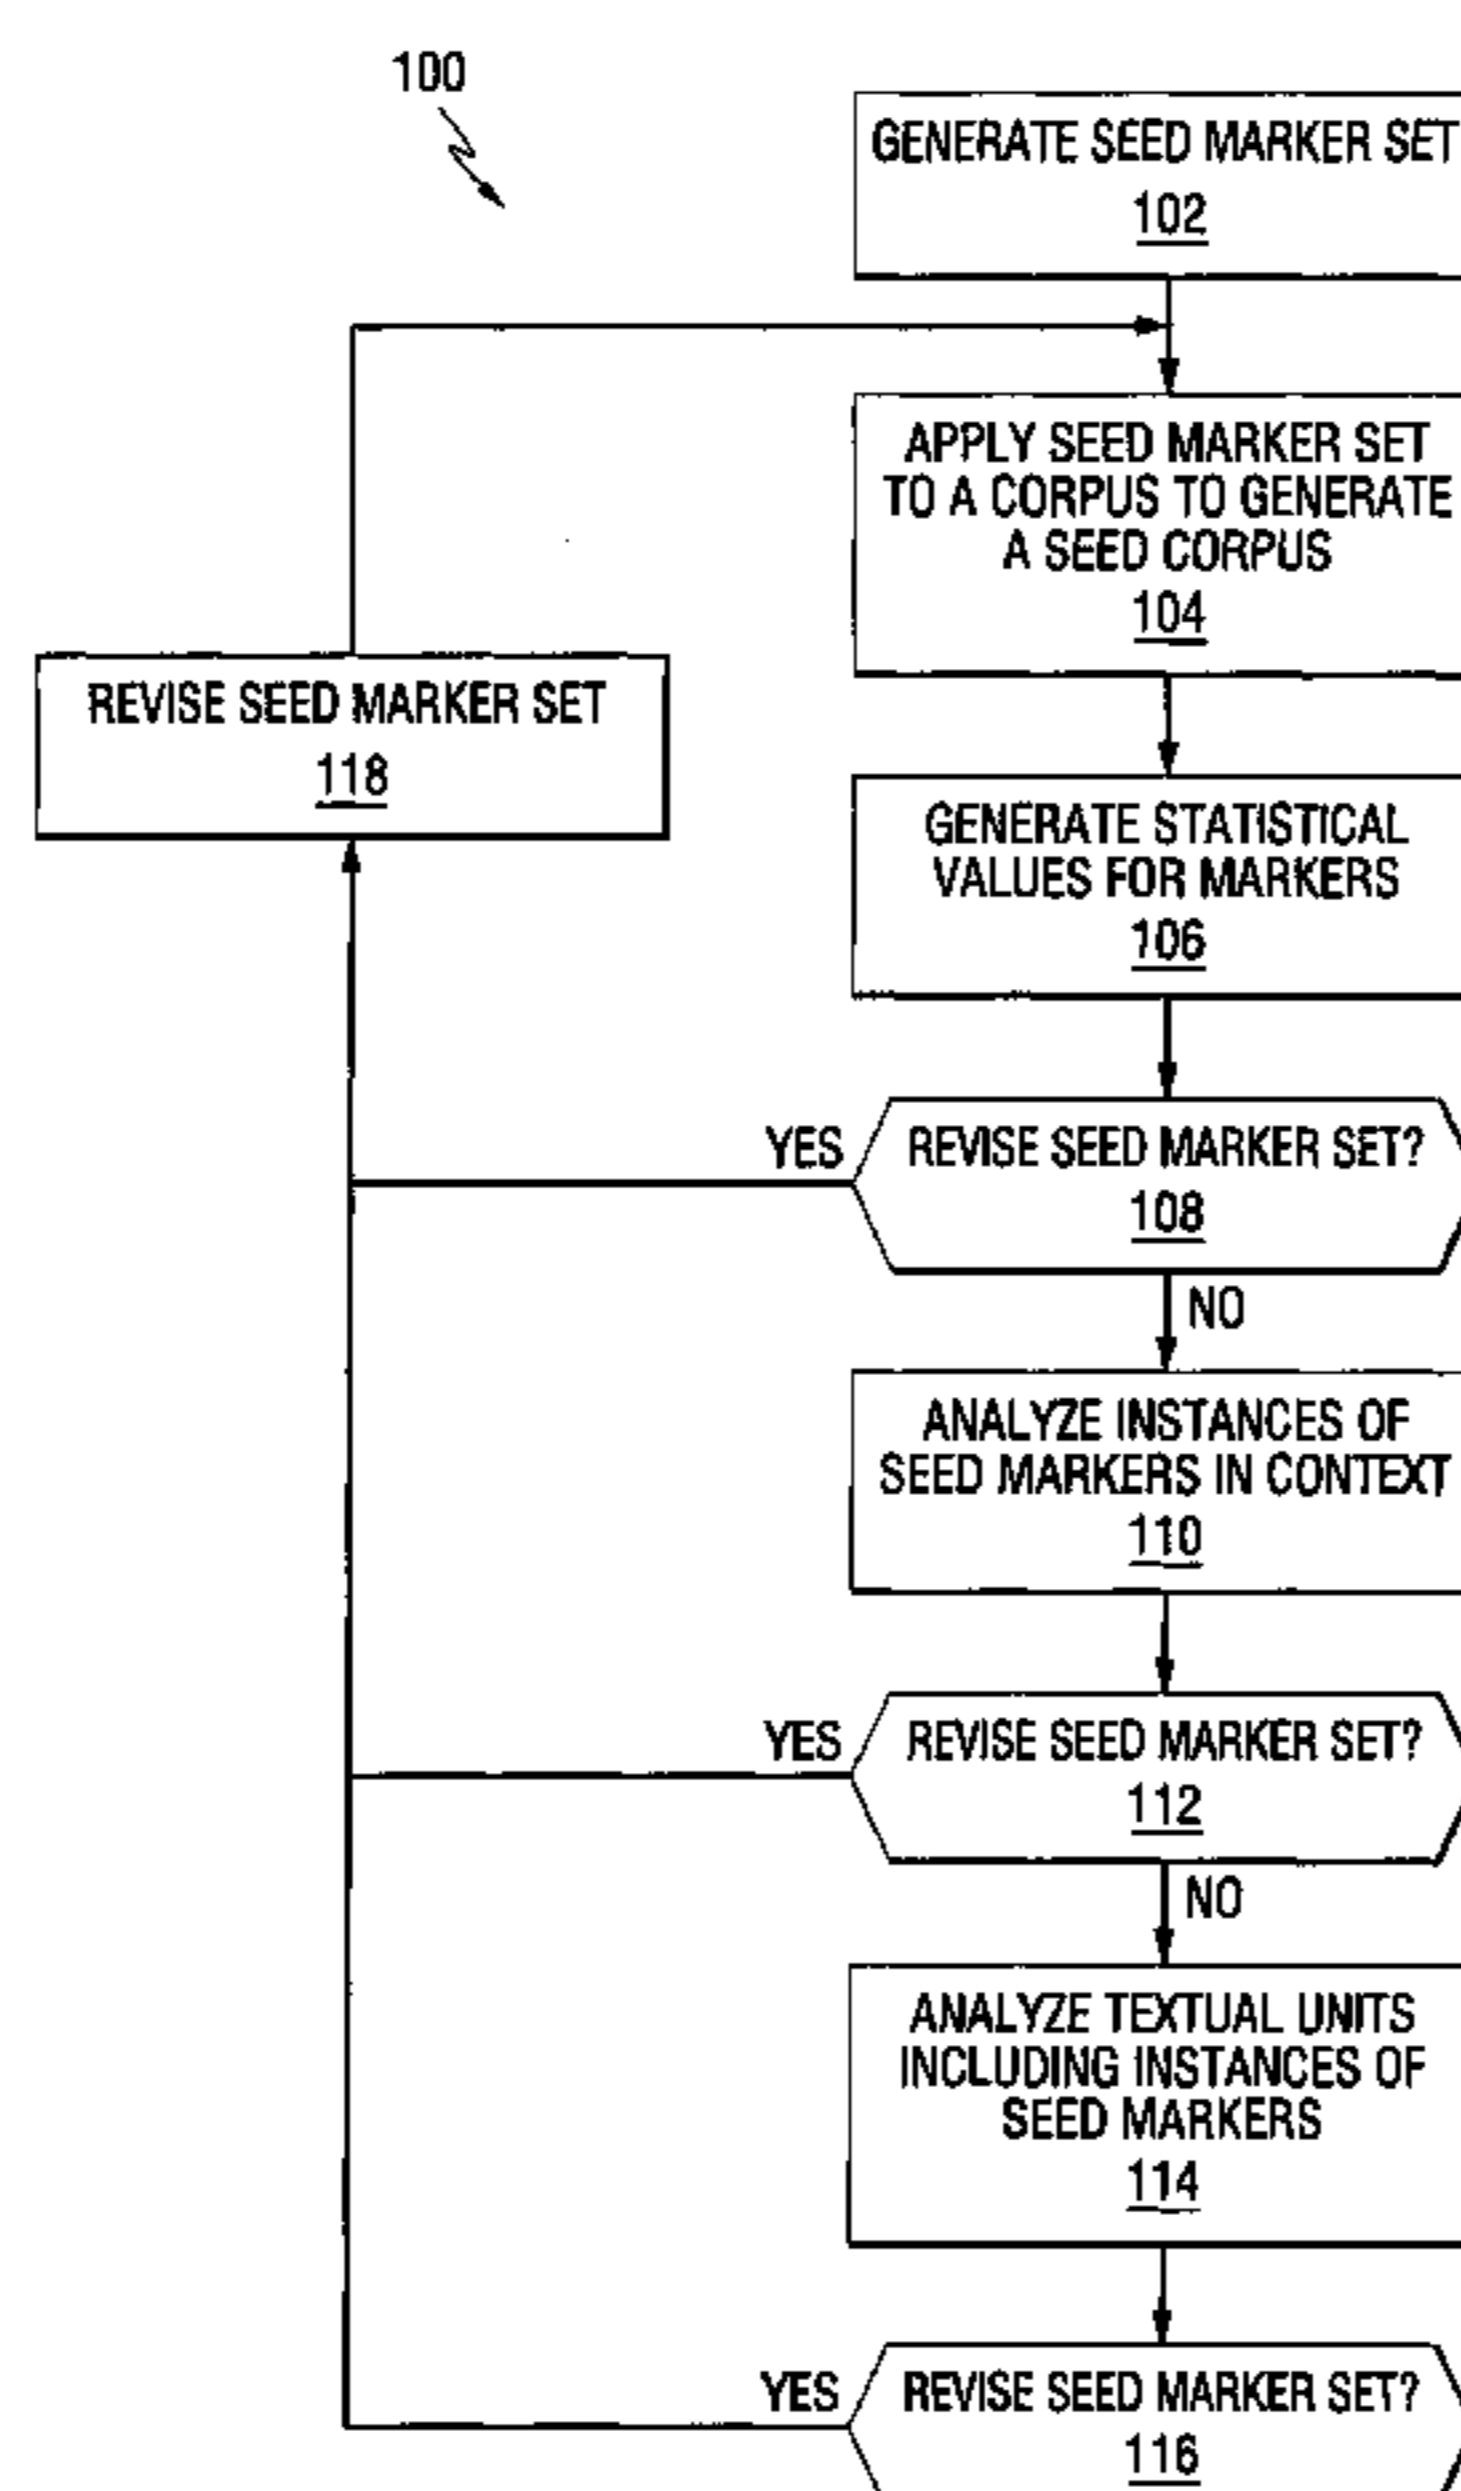 100
GENERATE SEED MARKER SET
102
APPLY SEED MARKER SET
TO A CORPUS TO GENERATE
A SEED CORPUS
104
REVISE SEED MARKER SET
118
GENERATE STATISTICAL
VALUES FOR MARKERS
106
YES
REVISE SEED MARKER SET?
108
NO
ANALYZE INSTANCES OF
SEED MARKERS IN CONTEXT
110
YES
REVISE SEED MARKER SET?
112
NO
ANALYZE TEXTUAL UNITS
INCLUDING INSTANCES OF
SEED MARKERS
114
YES
REVISE SEED MARKER SET?
116